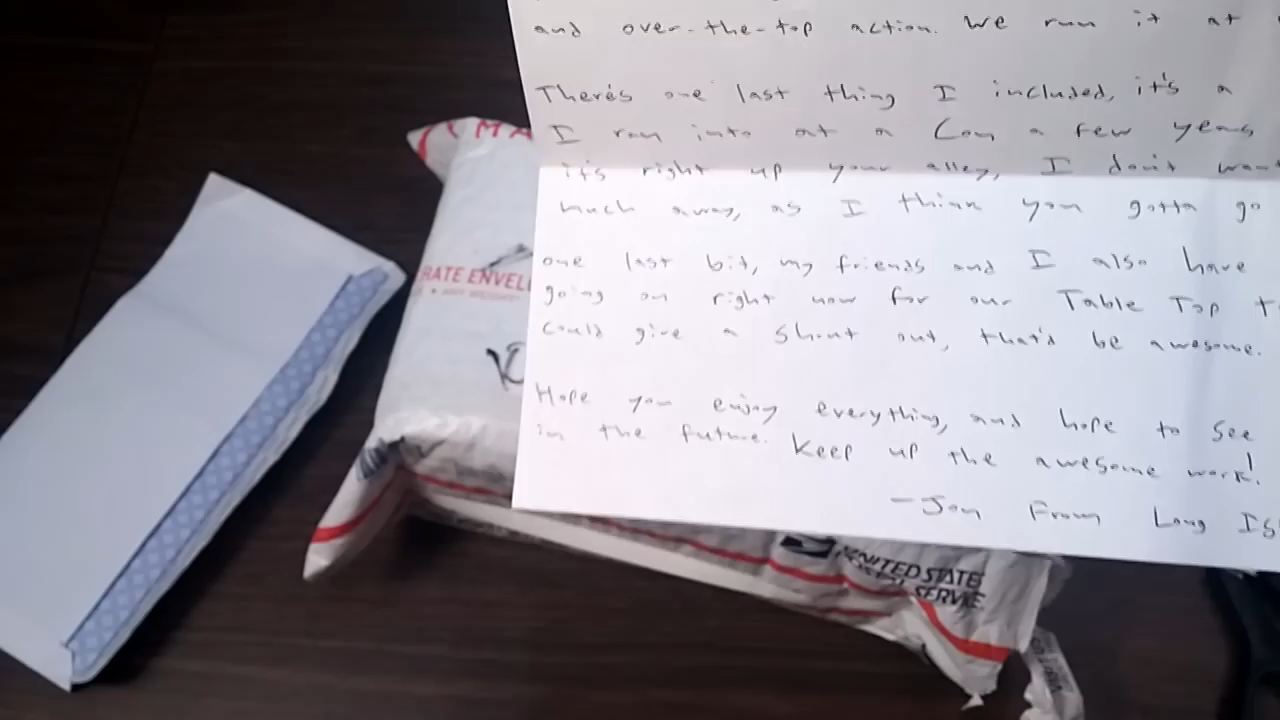 and over-the-top action. We run it at
There's one last thing I included, it's a
I ran into at a Con a few years
it's right up your alley, I don't wan
much away, as I think you gotta go
one last bit, my friends and I also have
going on right now for our Table Top t
could give a shout out, that'd be awesome.
Hope you enjoy everything, and hope to see
in the future. Keep up the awesome work!
-Jon From Long Is
MA
RATE ENVEL
UNITED STATE
SERVICE